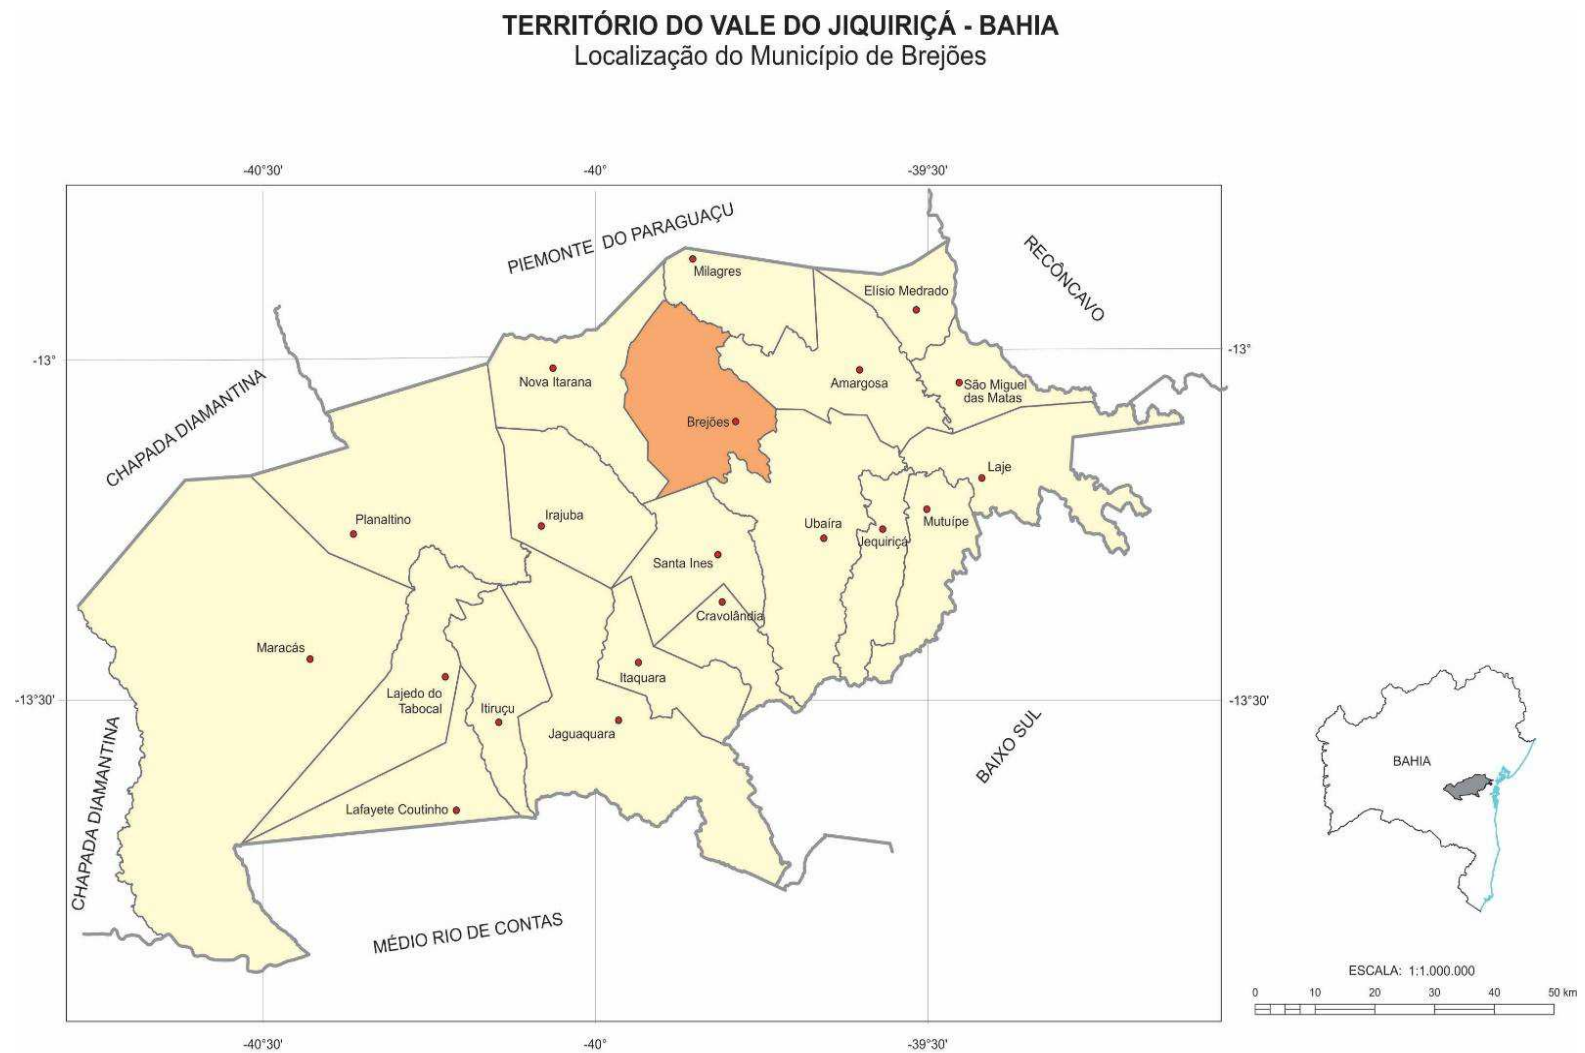 TERRITÓRIO DO VALE DO JIQUIRIÇÁ - BAHIA
Localização do Município de Brejões
-40°30'
-40°
-39°30'
PIEMONTE DO PARAGUAÇU
RECÔNCAVO
Milagres
Elísio Medrado
-13°
-13°
Nova Itarana
Amargosa
São Miguel
das Matas
CHAPADA DIAMANTINA
Brejões
Laje
Planaltino
Irajuba
Ubaíra
Mutuípe
Jequiriçá
Santa Ines
Cravolândia
Maracás
Itaquara
Lajedo do
Tabocal
Itiruçu
Jaguaquara
-13°30'
-13°30'
BAIXO SUL
CHAPADA DIAMANTINA
BAHIA
Lafayete Coutinho
MÉDIO RIO DE CONTAS
ESCALA: 1:1.000.000
0 10 20 30 40 50 km
-40°30'
-40°
-39°30'